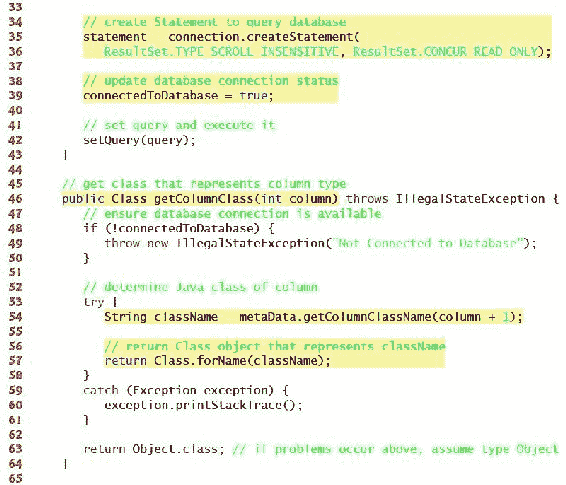 33
34 // create Statement to query database
35 statement connection.createStatement(
36 ResultSet.TYPE_SCROLL_INSENSITIVE, ResultSet.CONCUR_READ_ONLY);
37
38 // update database connection status
39 connectedToDatabase = true;
40
41 // set query and execute it
42 setQuery(query);
43 }
44
45 // get class that represents column type
46 public Class getColumnClass(int column) throws IllegalStateException {
47 // ensure database connection is available
48 if (!connectedToDatabase) {
49 throw new IllegalStateException("Not Connected to Database");
50 }
51
52 // determine Java class of column
53 try {
54 String className metaData.getColumnClassName(column + 1);
55
56 // return Class object that represents className
57 return Class.forName(className);
58 }
59 catch (Exception exception) {
60 exception.printStackTrace();
61 }
62
63 return Object.class; // if problems occur above, assume type Object
64 }
65